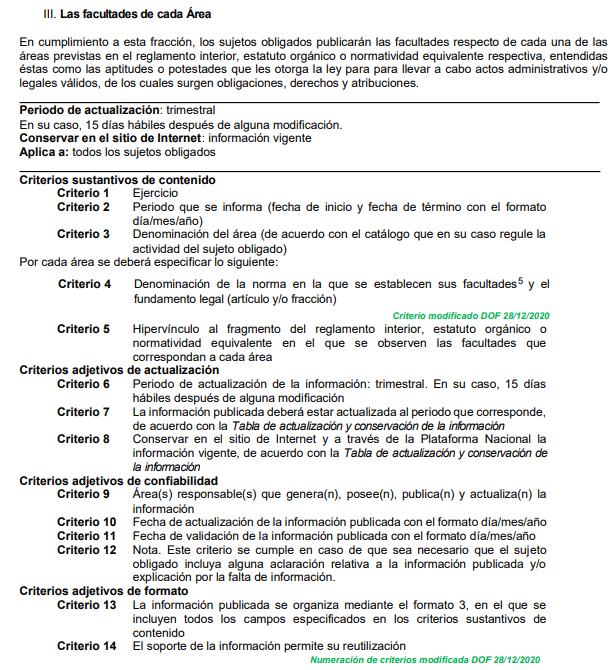 III. Las facultades de cada Área
En cumplimiento a esta fracción, los sujetos obligados publicarán las facultades respecto de cada una de las
áreas previstas en el reglamento interior, estatuto orgánico o normatividad equivalente respectiva, entendidas
éstas como las aptitudes o potestades que les otorga la ley para para llevar a cabo actos administrativos y/o
legales válidos, de los cuales surgen obligaciones, derechos y atribuciones.
Periodo de actualización: trimestral
En su caso, 15 días hábiles después de alguna modificación.
Conservar en el sitio de Internet: información vigente
Aplica a: todos los sujetos obligados
Criterios sustantivos de contenido
Criterio 1 Ejercicio
Criterio 2 Periodo que se informa (fecha de inicio y fecha de término con el formato
día/mes/año)
Criterio 3 Denominación del área (de acuerdo con el catálogo que en su caso regule la
actividad del sujeto obligado)
Por cada área se deberá especificar lo siguiente:
Criterio 4 Denominación de la norma en la que se establecen sus facultades5 y el
fundamento legal (artículo y/o fracción)
Criterio modificado DOF 28/12/2020
Criterio 5 Hipervínculo al fragmento del reglamento interior, estatuto orgánico o
normatividad equivalente en el que se observen las facultades que
correspondan a cada área
Criterios adjetivos de actualización
Criterio 6 Periodo de actualización de la información: trimestral. En su caso, 15 días
hábiles después de alguna modificación
Criterio 7 La información publicada deberá estar actualizada al periodo que corresponde,
de acuerdo con la Tabla de actualización y conservación de la información
Criterio 8 Conservar en el sitio de Internet y a través de la Plataforma Nacional la
información vigente, de acuerdo con la Tabla de actualización y conservación de
la información
Criterios adjetivos de confiabilidad
Criterio 9 Área(s) responsable(s) que genera(n), posee(n), publica(n) y actualiza(n) la
información
Criterio 10 Fecha de actualización de la información publicada con el formato día/mes/año
Criterio 11 Fecha de validación de la información publicada con el formato día/mes/año
Criterio 12 Nota. Este criterio se cumple en caso de que sea necesario que el sujeto
obligado incluya alguna aclaración relativa a la información publicada y/o
explicación por la falta de información.
Criterios adjetivos de formato
Criterio 13 La información publicada se organiza mediante el formato 3, en el que se
incluyen todos los campos especificados en los criterios sustantivos de
contenido
Criterio 14 El soporte de la información permite su reutilización
Numeración de criterios modificada DOF 28/12/2020